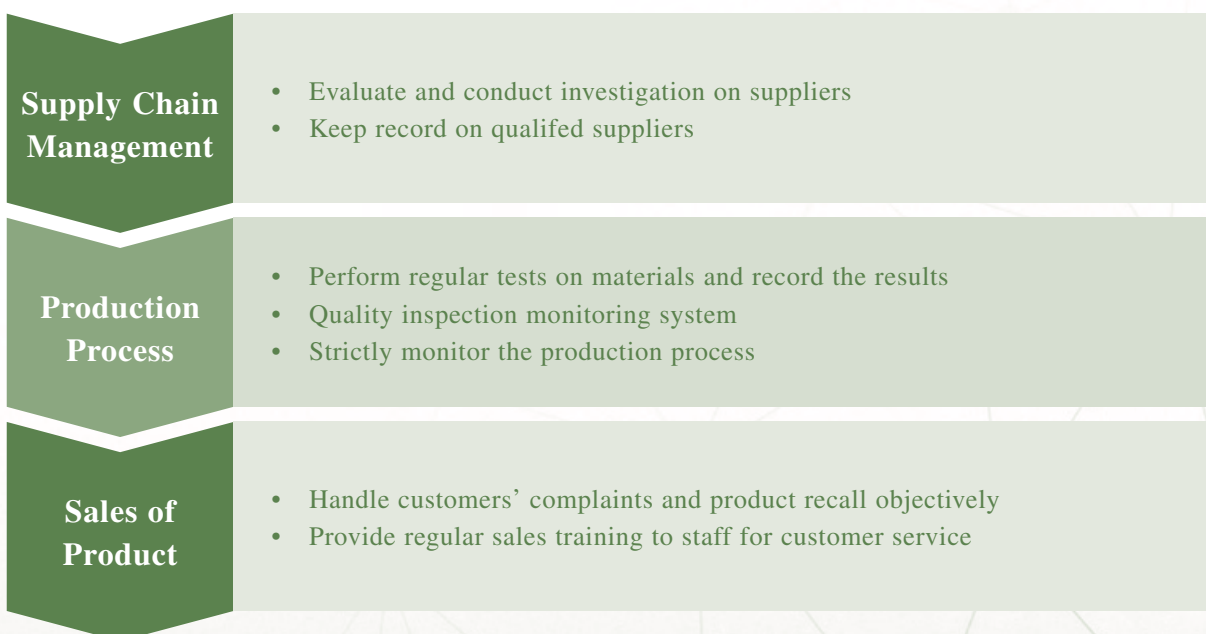 Supply Chain
Management
• Evaluate and conduct investigation on suppliers
• Keep record on qualifed suppliers
Production
Process
• Perform regular tests on materials and record the results
• Quality inspection monitoring system
• Strictly monitor the production process
Sales of
Product
• Handle customers’ complaints and product recall objectively
• Provide regular sales training to staff for customer service